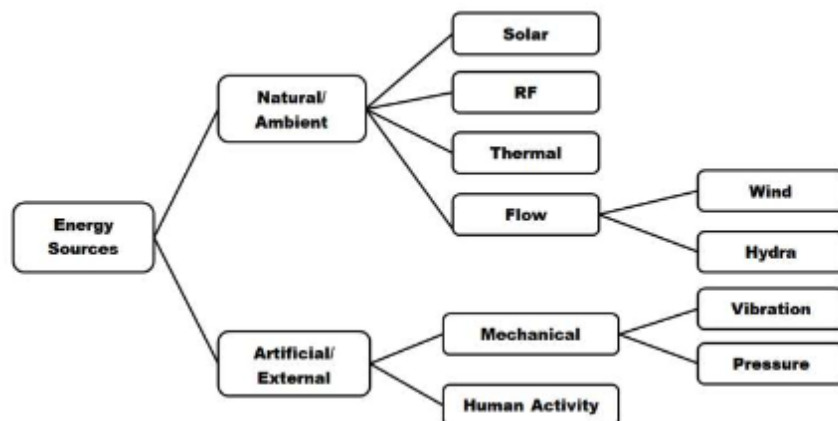 Solar
Natural/
Ambient
RF
Thermal
Flow
Wind
Hydra
Energy
Sources
Artificial/
External
Mechanical
Vibration
Pressure
Human Activity